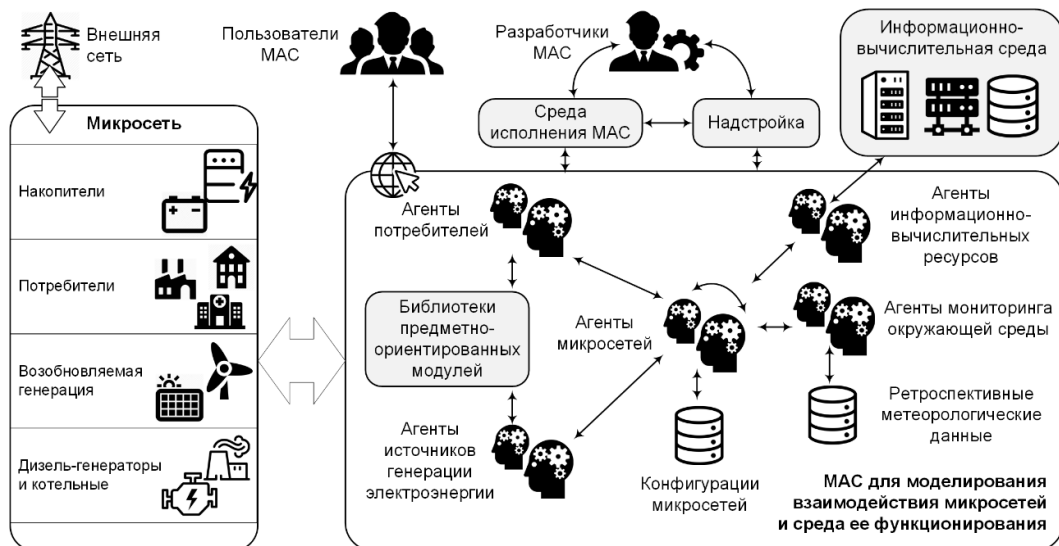 Внешняя
сеть
Пользователи
МАС
Разработчики
МАС
Информационно-
вычислительная среда
Микросеть
Накопители
Потребители
Возобновляемая
генерация
Дизель-генераторы
и котельные
Среда
исполнения МАС
Надстройка
Агенты
потребителей
Агенты
информационно-
вычислительных
ресурсов
Библиотеки
предметно-
ориентированных
модулей
Агенты
микросетей
Агенты мониторинга
окружающей среды
Агенты
источников
генерации
электроэнергии
Конфигурации
микросетей
Ретроспективные
метеорологические
данные
МАС для моделирования
взаимодействия микросетей
и среда ее функционирования